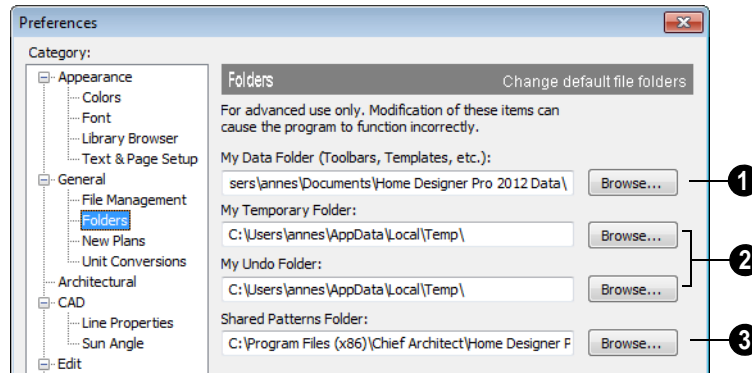 Preferences
Category:
Appearance
Colors
Font
Library Browser
Text & Page Setup
General
File Management
Folders
New Plans
Unit Conversions
Architectural
CAD
Line Properties
Sun Angle
Edit
Folders Change default file folders
For advanced use only. Modification of these items can
cause the program to function incorrectly.
My Data Folder (Toolbars, Templates, etc.):
sers\annes\Documents\Home Designer Pro 2012 Data\ Browse... 1
My Temporary Folder:
C:\Users\annes\AppData\Local\Temp\ Browse...
2
My Undo Folder:
C:\Users\annes\AppData\Local\Temp\ Browse...
Shared Patterns Folder:
C:\Program Files (x86)\Chief Architect\Home Designer P Browse... 3